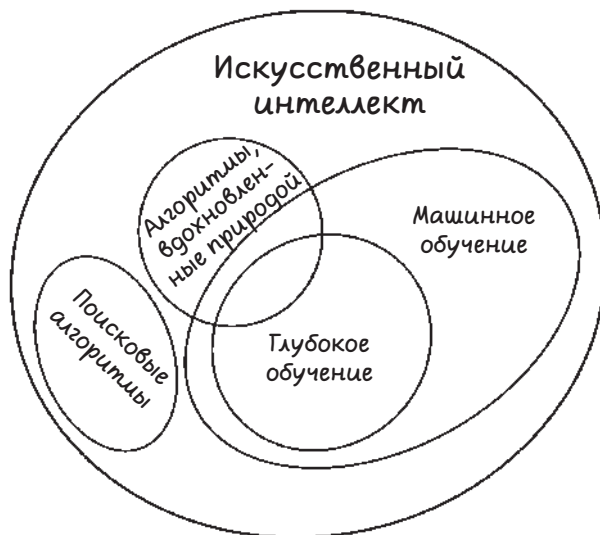 Искусственный
интеллект
Алгоритмы,
вдохновлен-
ные природой
Машинное
обучение
Поисковые
алгоритмы
Глубокое
обучение